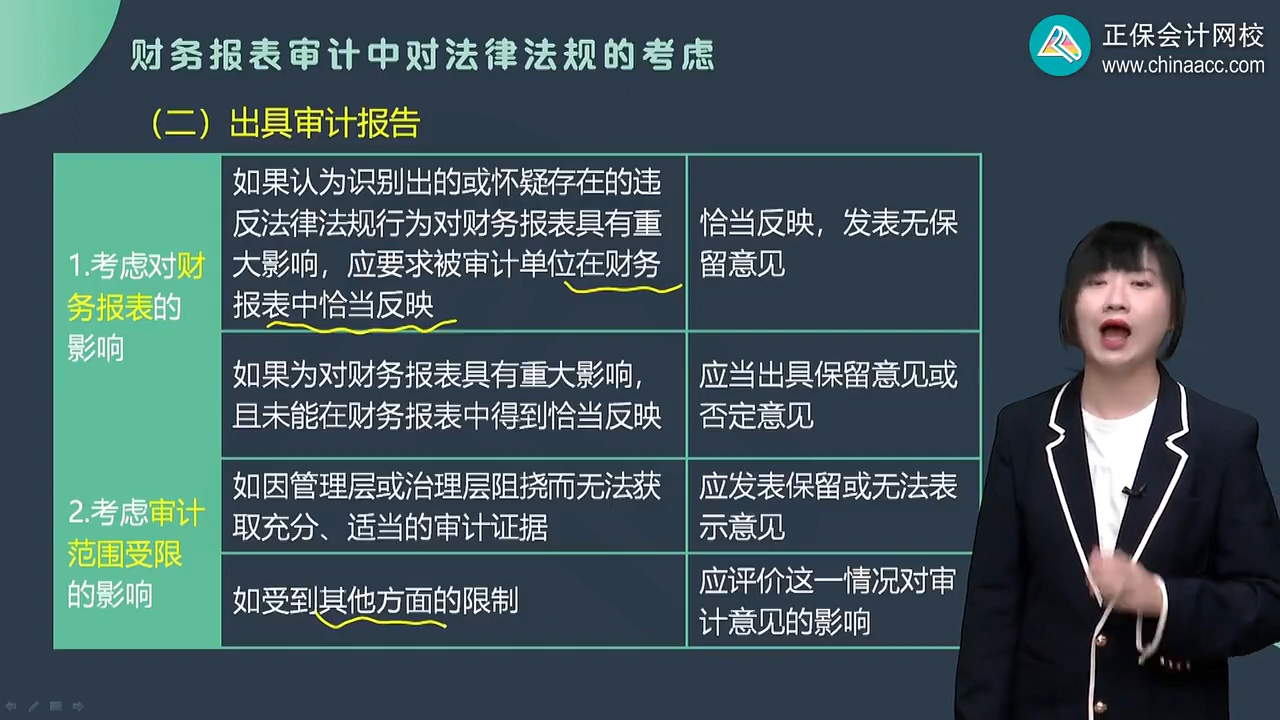 财务报表审计中对法律法规的考虑
正保会计网校
www.chinaacc.com
（二）出具审计报告
1.考虑对财
务报表的
影响
如果认为识别出的或怀疑存在的违
反法律法规行为对财务报表具有重
大影响，应要求被审计单位在财务
报表中恰当反映
恰当反映，发表无保
留意见
如果为对财务报表具有重大影响，
且未能在财务报表中得到恰当反映
应当出具保留意见或
否定意见
2.考虑审计
范围受限
的影响
如因管理层或治理层阻挠而无法获
取充分、适当的审计证据
应发表保留或无法表
示意见
如受到其他方面的限制
应评价这一情况对审
计意见的影响